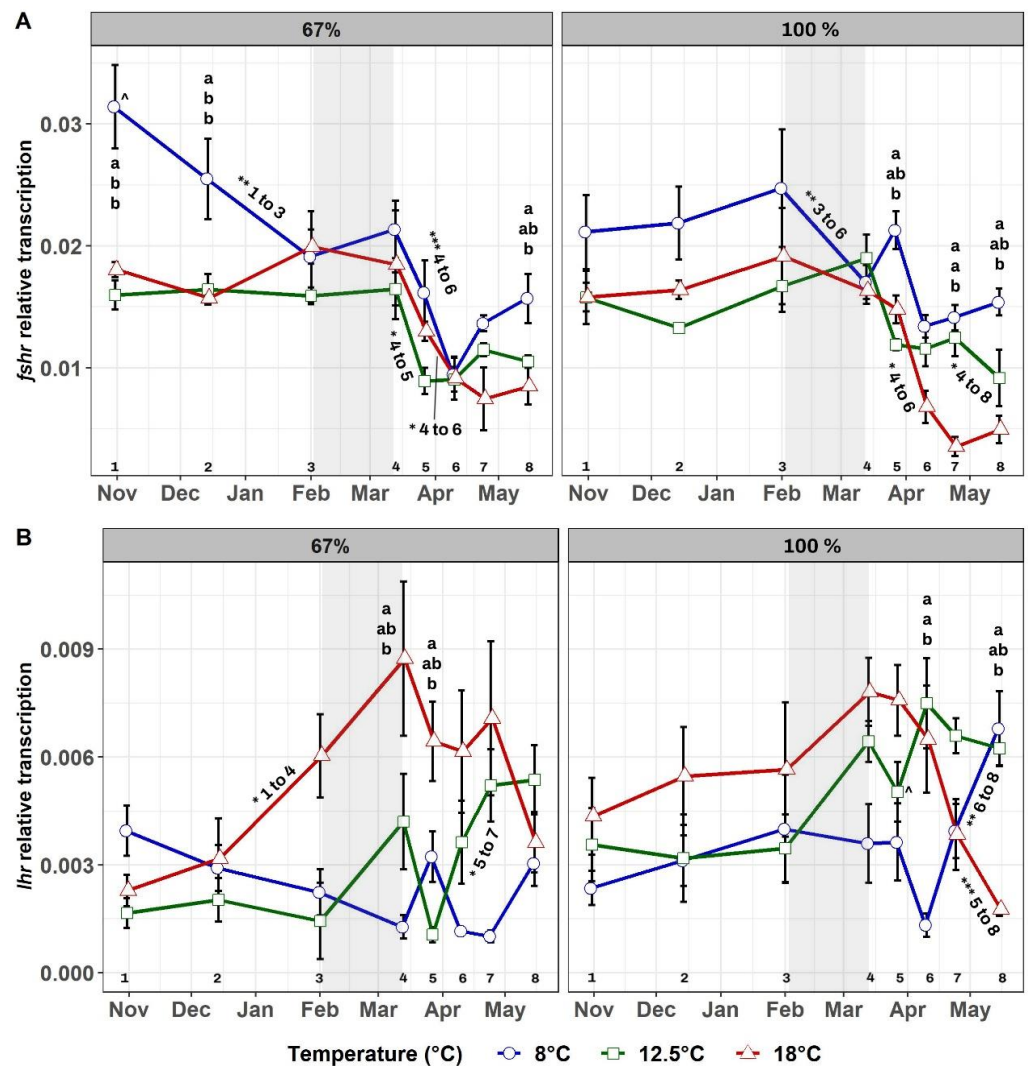 A
67%
100 %
fshr relative transcription
0.03
0.02
0.01
^
a
b
b
a
b
b
** 1 to 3
*** 4 to 6
* 4 to 5
* 4 to 6
a
ab
b
** 3 to 6
a
ab
b
a
a
b
a
ab
b
* 4 to 6
* 4 to 8
1 2 3 4 5 6 7 8
1 2 3 4 5 6 7 8
Nov Dec Jan Feb Mar Apr May
Nov Dec Jan Feb Mar Apr May
B
67%
100 %
lhr relative transcription
0.009
0.006
0.003
0.000
* 1 to 4
a
ab
b
a
ab
b
* 5 to 7
a
a
b
a
ab
b
^
** 6 to 8
*** 5 to 8
1 2 3 4 5 6 7 8
1 2 3 4 5 6 7 8
Nov Dec Jan Feb Mar Apr May
Nov Dec Jan Feb Mar Apr May
Temperature (°C) 8°C 12.5°C 18°C